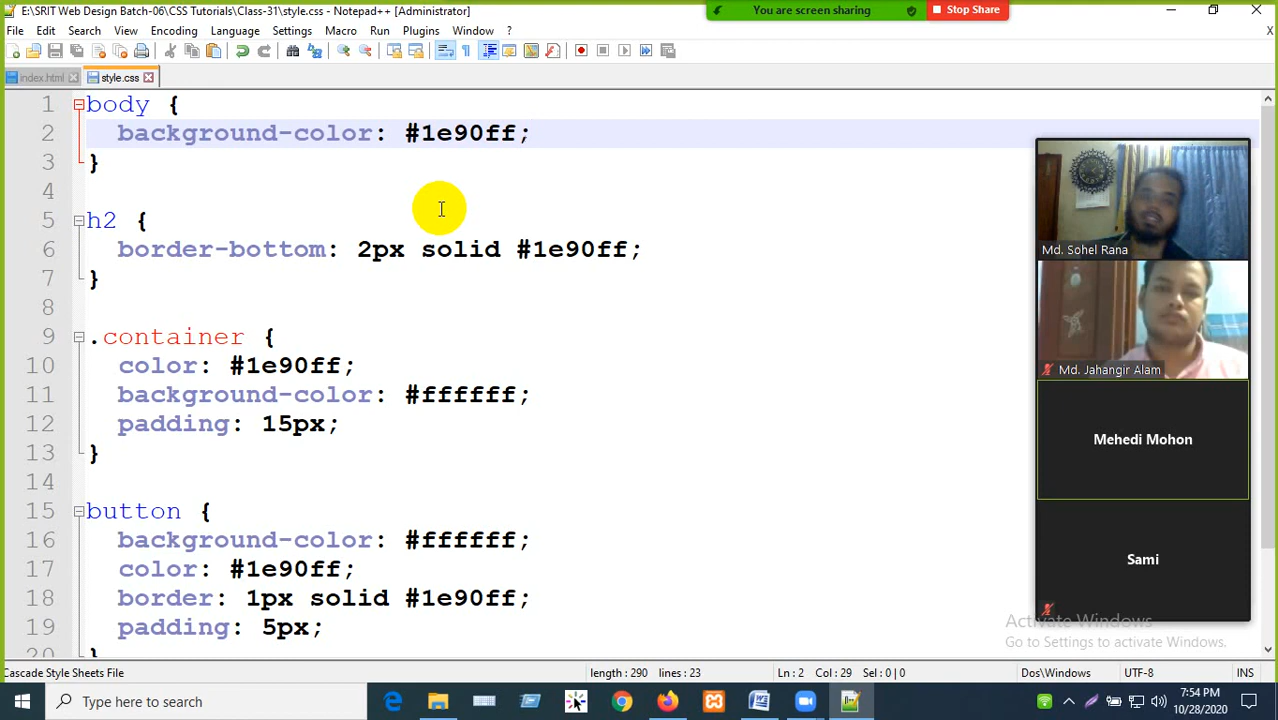 E:\SRIT Web Design Batch-06\CSS Tutorials\Class-31\style.css - Notepad++ [Administrator]
You are screen sharing
Stop Share
File Edit Search View Encoding Language Settings Macro Run Plugins Window ?
X
index.html
style.css
1 body {
2 background-color: #1e90ff;
3 }
4
5 h2 {
6 border-bottom: 2px solid #1e90ff;
7 }
8
9 .container {
10 color: #1e90ff;
11 background-color: #ffffff;
12 padding: 15px;
13 }
14
15 button {
16 background-color: #ffffff;
17 color: #1e90ff;
18 border: 1px solid #1e90ff;
19 padding: 5px;
20 }
Md. Sohel Rana
Md. Jahangir Alam
Mehedi Mohon
Sami
Activate Windows
Go to Settings to activate Windows.
Cascade Style Sheets File
length : 290 lines : 23
Ln : 2 Col : 29 Sel : 0 | 0
Dos\Windows
UTF-8
INS
Type here to search
7:54 PM
10/28/2020